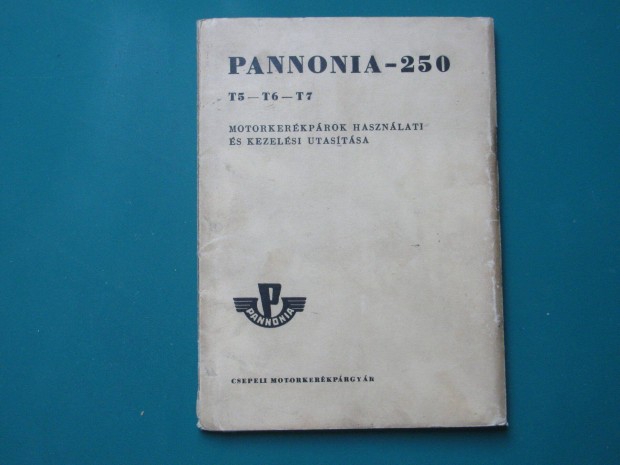 PANNONIA-250
T5—T6—T7
MOTORKERÉKPÁROK HASZNÁLATI
ÉS KEZELÉSI UTASÍTÁSA
P
PANNONIA
CSEPELI MOTORKERÉKPÁRGYÁR